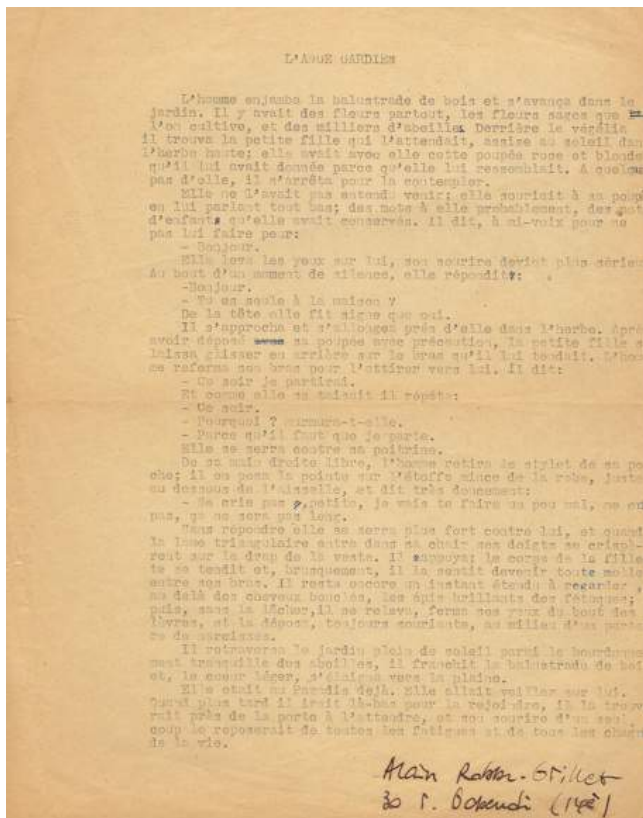 L'ANGE GARDIEN
L'homme enjamba la balustrade de bois et s'avança dans le
jardin. Il y avait des fleurs partout, les fleurs sages que
l'on cultive, et des milliers d'abeilles Derrière le
il trouva la petite fille qui l'attendait, assise au soleil dans
l'herbe haute; elle avait avec elle cette poupée rose et blonde
qu'il lui avait donnée parce qu'elle lui ressemblait. A quelque
pas d'elle, il s'arrêta pour la contempler.
Elle ne l'avait pas entendu venir; elle souriait à sa poup
en lui parlant tout bas; des mots à elle probablement, des mot
d'enfants qu'elle avait conservés. Il dit, à mi-voix pour ne
pas lui faire peur:
- Bonjour.
Elle leva les yeux sur lui, son sourire devint plus sérieu
Au bout d'un moment de silence, elle répondit:
-Bonjour.
- Tu es seule à la maison ?
De la tête elle fit signe que oui.
Il s'approcha et s'allongea près d'elle dans l'herbe. Aprè
avoir déposé sa poupée avec précaution, la petite fille s
laissa glisser en arrière sur le bras qu'il lui tendait. L'hom
me referma son bras pour l'attirer vers lui. Il dit:
- Ce soir je partirai.
Et comme elle se taisait il répéta:
- Ce soir.
- Pourquoi ? murmura-t-elle.
- Parce qu'il faut que je parte.
Elle se serra contre sa poitrine.
De sa main droite libre, l'homme retira le stylet de sa po
che; il en posa la pointe sur l'étoffe mince de la robe, juste
au dessous de l'aisselle, et dit très doucement:
- Ne crie pas petite, je vais te faire un peu mal, ne cri
pas, ça ne sera pas long.
Sans répondre elle se serra plus fort contre lui, et quand
la lame triangulaire entra dans sa chair ses doigts se crispè-
rent sur le drap de la veste. Il appuya; le corps de la fille
te se tendit et, brusquement, il la sentit devenir toute molle
entre ses bras. Il resta encore un instant étendu à regarder,
au delà des cheveux bouclés, les épis brillants des fétuques;
puis, sans la lâcher, il se releva, ferma ses yeux du bout des
lèvres, et la déposa, toujours souriante, au milieu d'un parte
re de narcisses.
Il retraversa le jardin plein de soleil parmi le bourdonne
ment tranquille des abeilles, il franchit la balustrade de boi
et, le coeur léger, s'éloigna vers la plaine.
Elle était au Paradis déjà. Elle allait veiller sur lui.
Quand plus tard il irait là-bas pour la rejoindre, il la trouve
rait près de la porte à l'attendre, et son sourire d'un seul
coup le reposerait de toutes les fatigues et de tous les chagr
de la vie.
Alain Robbe-Grillet
30 r. (14e)